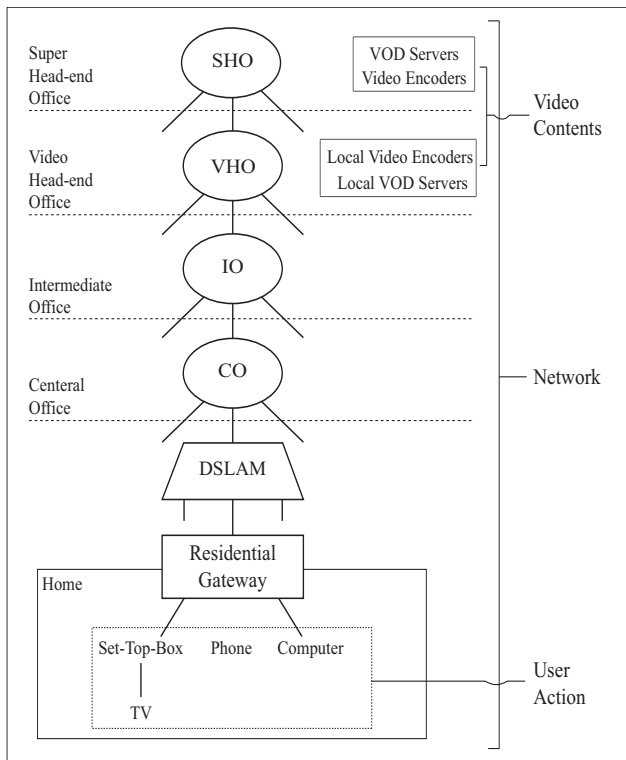 Super
Head-end
Office
SHO
VOD Servers
Video Encoders
Video
Contents
Video
Head-end
Office
VHO
Local Video Encoders
Local VOD Servers
Intermediate
Office
IO
Centeral
Office
CO
Network
DSLAM
Residential
Gateway
Home
Set-Top-Box
Phone
Computer
TV
User
Action